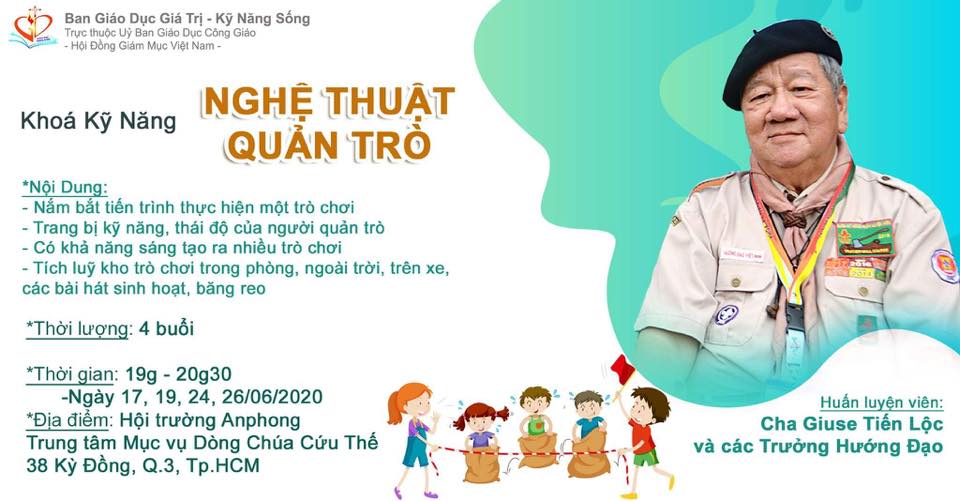 Ban Giáo Dục Giá Trị - Kỹ Năng Sống
Trực thuộc Uỷ Ban Giáo Dục Công Giáo
- Hội Đồng Giám Mục Việt Nam -
Khoá Kỹ Năng
NGHỆ THUẬT
QUẢN TRÒ
*Nội Dung:
- Nắm bắt tiến trình thực hiện một trò chơi
- Trang bị kỹ năng, thái độ của người quản trò
- Có khả năng sáng tạo ra nhiều trò chơi
- Tích luỹ kho trò chơi trong phòng, ngoài trời, trên xe,
các bài hát sinh hoạt, băng reo
*Thời lượng: 4 buổi
*Thời gian: 19g - 20g30
-Ngày 17, 19, 24, 26/06/2020
*Địa điểm: Hội trường Anphong
Trung tâm Mục vụ Dòng Chúa Cứu Thế
38 Kỳ Đồng, Q.3, Tp.HCM
Huấn luyện viên:
Cha Giuse Tiến Lộc
và các Trưởng Hướng Đạo